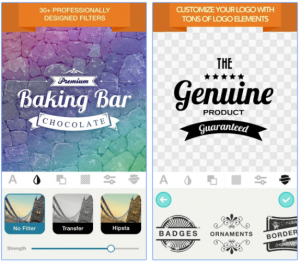 30+ PROFESSIONALLY
DESIGNED FILTERS
Premium
Baking Bar
CHOCOLATE
A
No Filter
Transfer
Hipsta
Strength
CUSTOMIZE YOUR LOGO WITH
TONS OF LOGO ELEMENTS
THE
Genuine
PRODUCT
Guaranteed
A
BADGES
ORNAMENTS
BORDER